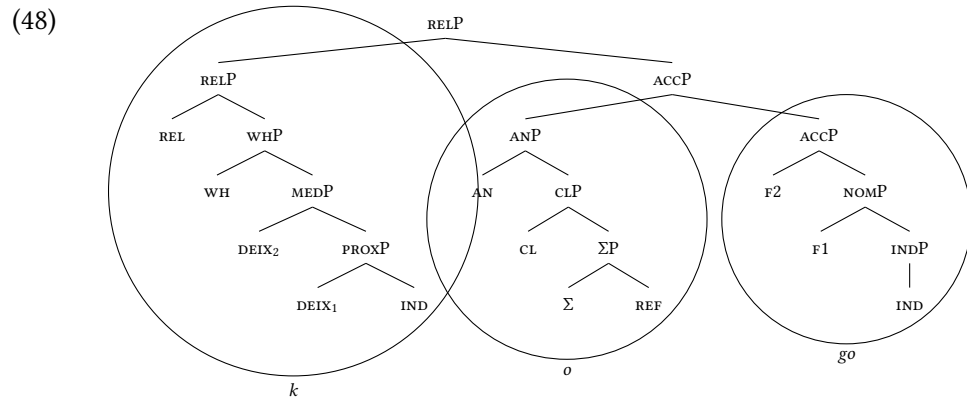 (48)
RELP
RELP ACCP
REL WHP ANP ACCP
WH MEDP AN CLP F2 NOMP
DEIX₂ PROXP CL ΣP F1 INDP
DEIX₁ IND Σ REF IND
k o go